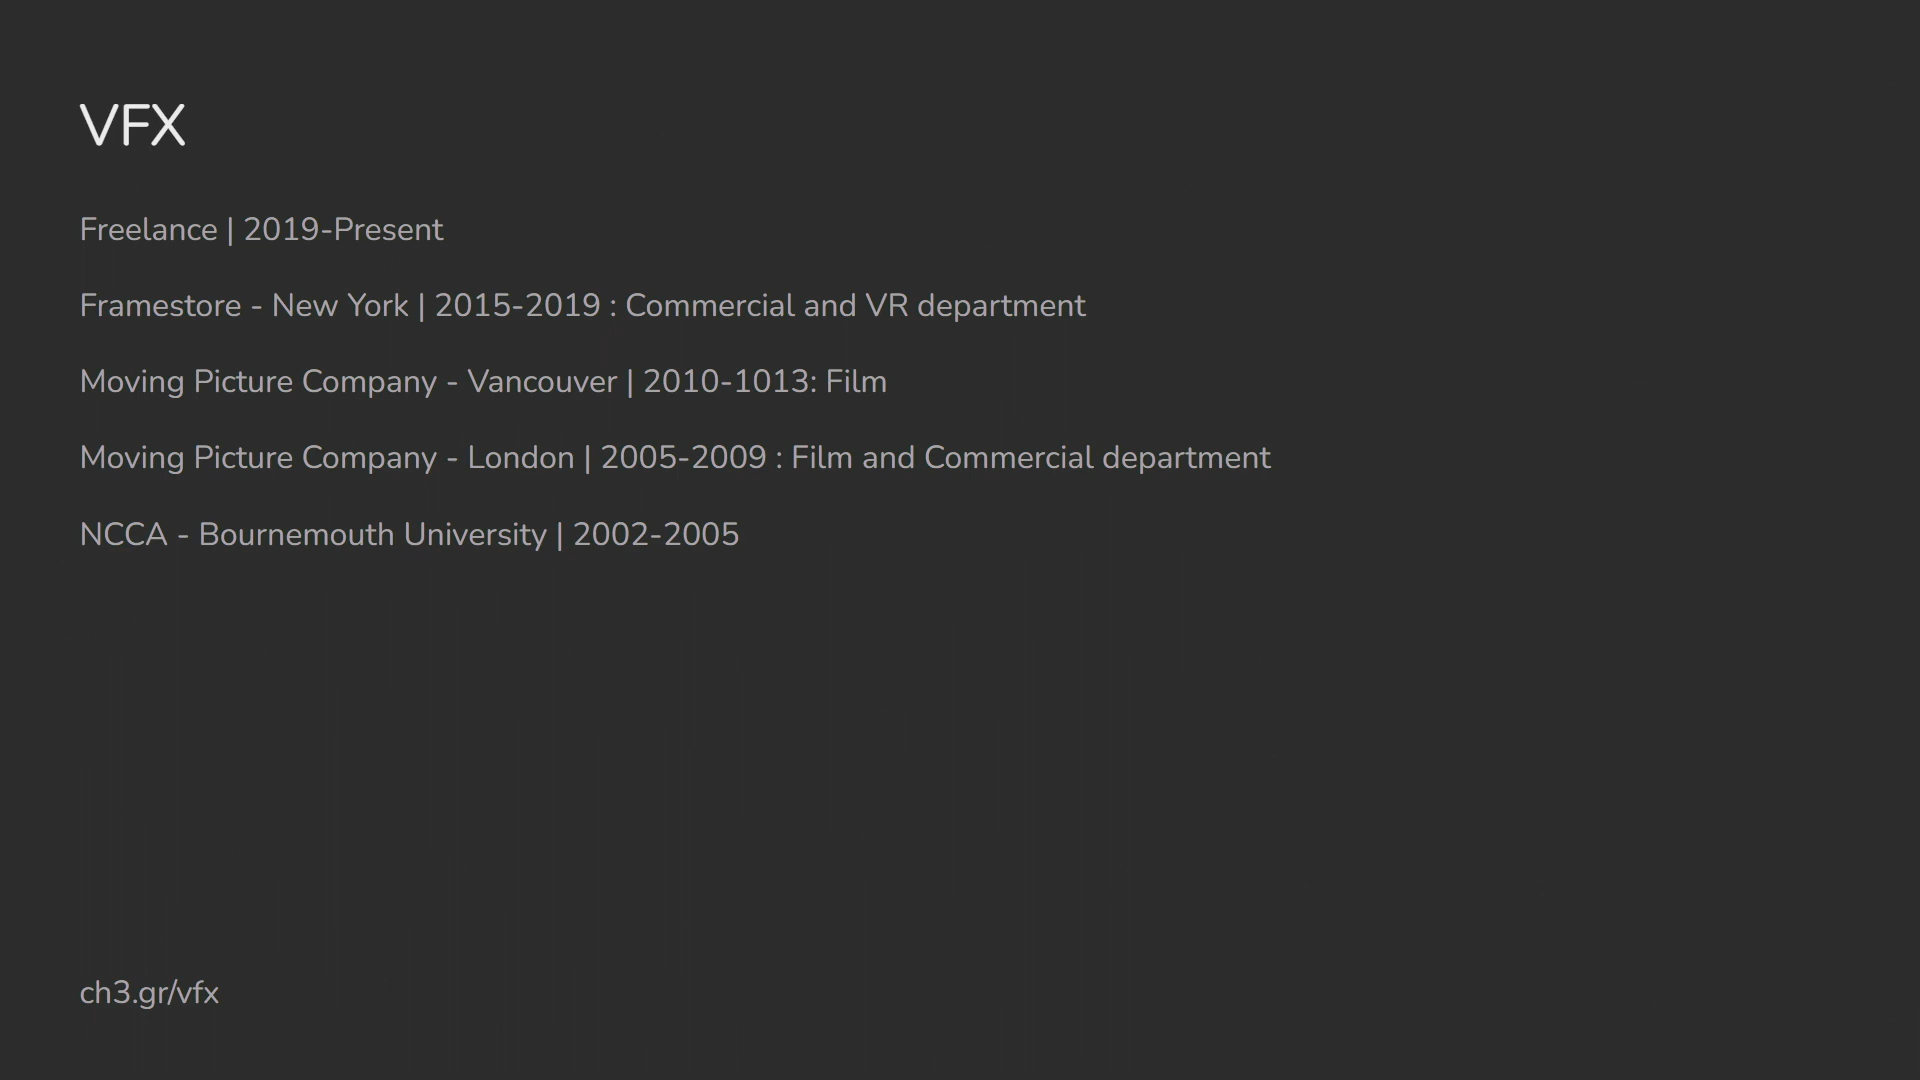 VFX
Freelance | 2019-Present
Framestore - New York | 2015-2019 : Commercial and VR department
Moving Picture Company - Vancouver | 2010-1013: Film
Moving Picture Company - London | 2005-2009 : Film and Commercial department
NCCA - Bournemouth University | 2002-2005
ch3.gr/vfx